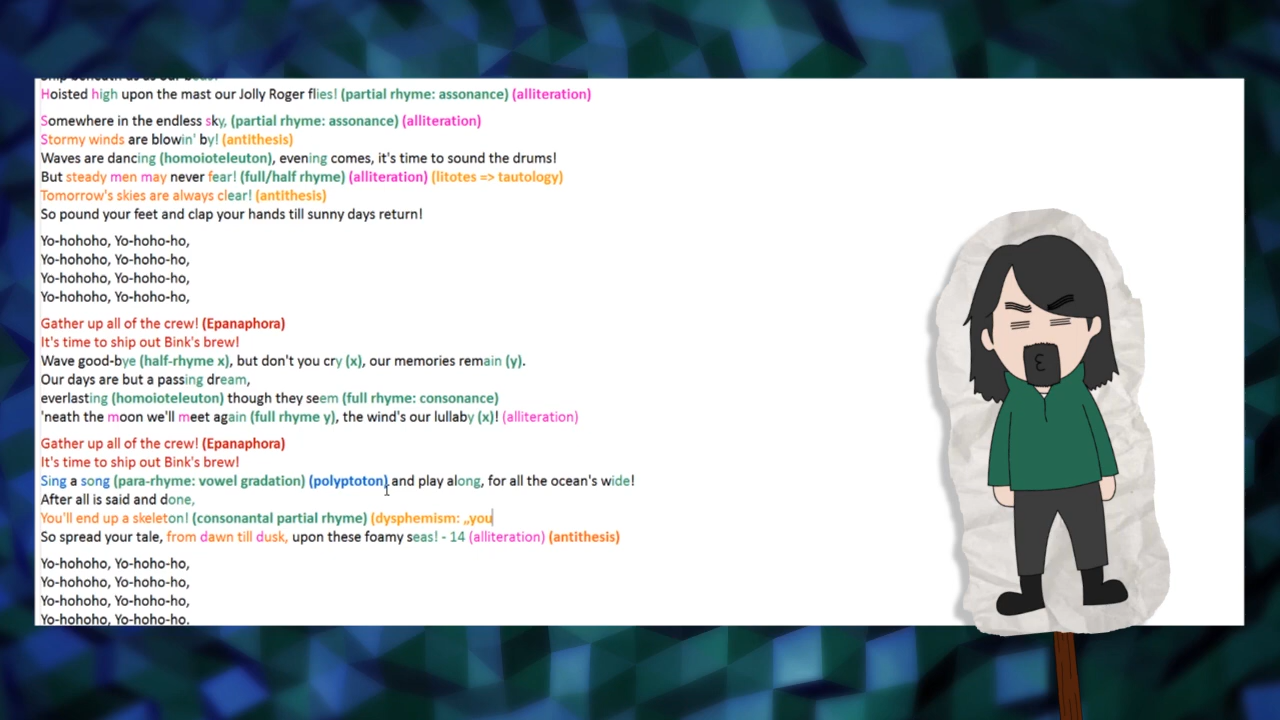 Hoisted high upon the mast our Jolly Roger flies! (partial rhyme: assonance) (alliteration)
Somewhere in the endless sky, (partial rhyme: assonance) (alliteration)
Stormy winds are blowin' by! (antithesis)
Waves are dancing (homoioteleuton), evening comes, it's time to sound the drums!
But steady men may never fear! (full/half rhyme) (alliteration) (litotes => tautology)
Tomorrow's skies are always clear! (antithesis)
So pound your feet and clap your hands till sunny days return!
Yo-hohoho, Yo-hoho-ho,
Yo-hohoho, Yo-hoho-ho,
Yo-hohoho, Yo-hoho-ho,
Yo-hohoho, Yo-hoho-ho,
Gather up all of the crew! (Epanaphora)
It's time to ship out Bink's brew!
Wave good-bye (half-rhyme x), but don't you cry (x), our memories remain (y).
Our days are but a passing dream,
everlasting (homoioteleuton) though they seem (full rhyme: consonance)
'neath the moon we'll meet again (full rhyme y), the wind's our lullaby (x)! (alliteration)
Gather up all of the crew! (Epanaphora)
It's time to ship out Bink's brew!
Sing a song (para-rhyme: vowel gradation) (polyptoton) and play along, for all the ocean's wide!
After all is said and done,
You'll end up a skeleton! (consonantal partial rhyme) (dysphemism: „you
So spread your tale, from dawn till dusk, upon these foamy seas! - 14 (alliteration) (antithesis)
Yo-hohoho, Yo-hoho-ho,
Yo-hohoho, Yo-hoho-ho,
Yo-hohoho, Yo-hoho-ho,
Yo-hohoho, Yo-hoho-ho.